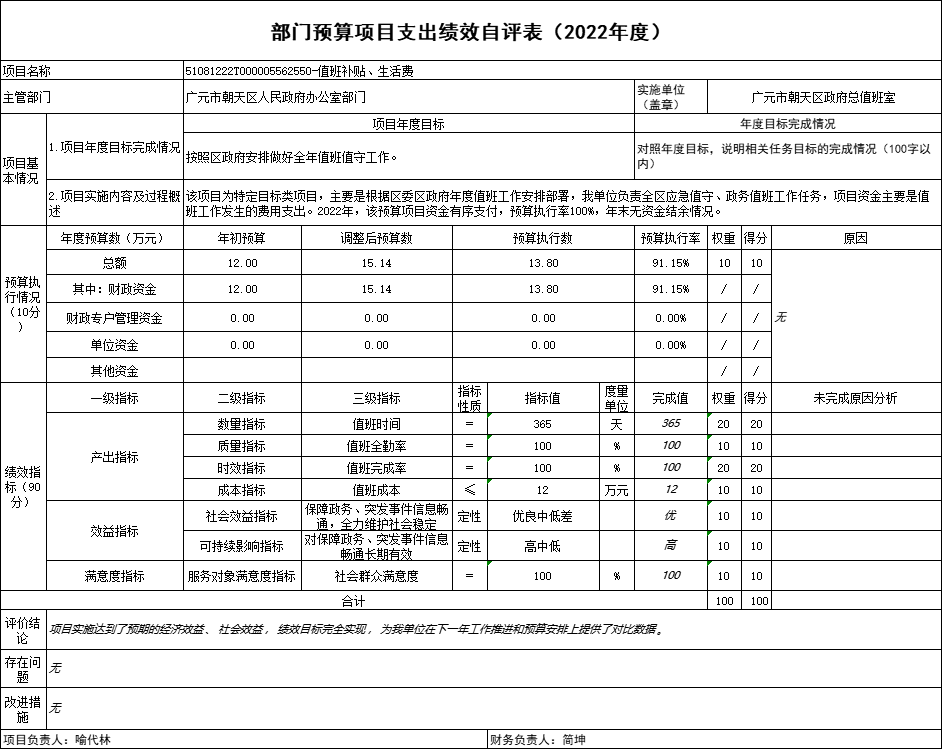 部门预算项目支出绩效自评表（2022年度）
项目名称 51081222T000005562550-值班补贴、生活费
主管部门 广元市朝天区人民政府办公室部门 实施单位（盖章） 广元市朝天区政府总值班室
项目基本情况 1.项目年度目标完成情况 项目年度目标 年度目标完成情况
按照区政府安排做好全年值班值守工作。 对照年度目标，说明相关任务目标的完成情况（100字以内）
2.项目实施内容及过程概述 该项目为特定目标类项目，主要是根据区委区政府年度值班工作安排部署，我单位负责全区应急值守、政务值班工作任务，项目资金主要是值
班工作发生的费用支出。2022年，该预算项目资金有序支付，预算执行率100%，年末无资金结余情况。
预算执行情况（10分） 年度预算数（万元） 年初预算 调整后预算数 预算执行数 预算执行率 权重 得分 原因
总额 12.00 15.14 13.80 91.15% 10 10 无
其中：财政资金 12.00 15.14 13.80 91.15% / /
财政专户管理资金 0.00 0.00 0.00 0.00% / /
单位资金 0.00 0.00 0.00 0.00% / /
其他资金 / /
绩效指标（90分） 一级指标 二级指标 三级指标 指标性质 指标值 度量单位 完成值 权重 得分 未完成原因分析
产出指标 数量指标 值班时间 ＝ 365 天 365 20 20
质量指标 值班全勤率 ＝ 100 % 100 10 10
时效指标 值班完成率 ＝ 100 % 100 20 20
成本指标 值班成本 ≤ 12 万元 12 10 10
效益指标 社会效益指标 保障政务、突发事件信息畅通，全力维护社会稳定 定性 优良中低差 优 10 10
可持续影响指标 对保障政务、突发事件信息畅通长期有效 定性 高中低 高 10 10
满意度指标 服务对象满意度指标 社会群众满意度 ＝ 100 % 100 10 10
合计 100 100
评价结论 项目实施达到了预期的经济效益、社会效益，绩效目标完全实现，为我单位在下一年工作推进和预算安排上提供了对比数据。
存在问题 无
改进措施 无
项目负责人：喻代林 财务负责人：简坤